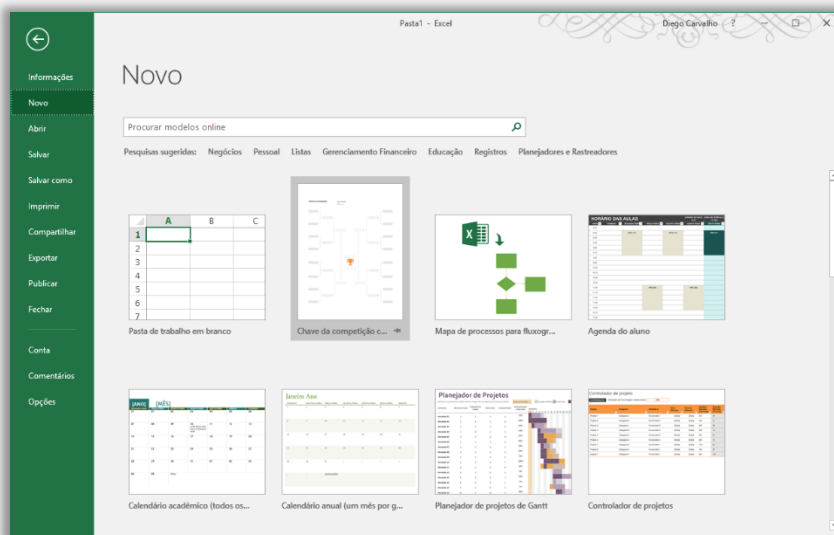 Pasta1 - Excel
Diego Carvalho ?
Informações
Novo
Abrir
Salvar
Salvar como
Imprimir
Compartilhar
Exportar
Publicar
Fechar
Conta
Comentários
Opções
Novo
Procurar modelos online
Pesquisas sugeridas: Negócios Pessoal Listas Gerenciamento Financeiro Educação Registros Planejadores e Rastreadores
A B C
1
2
3
4
5
6
7
Pasta de trabalho em branco
Chave da competição c...
Mapa de processos para fluxogr...
HORÁRIO DAS AULAS
Agenda do aluno
[ANO] [MÊS]
Calendário acadêmico (todos os...
Janeiro Ano
Calendário anual (um mês por g...
Planejador de Projetos
Planejador de projetos de Gantt
Controlador de projeto
Controlador de projetos